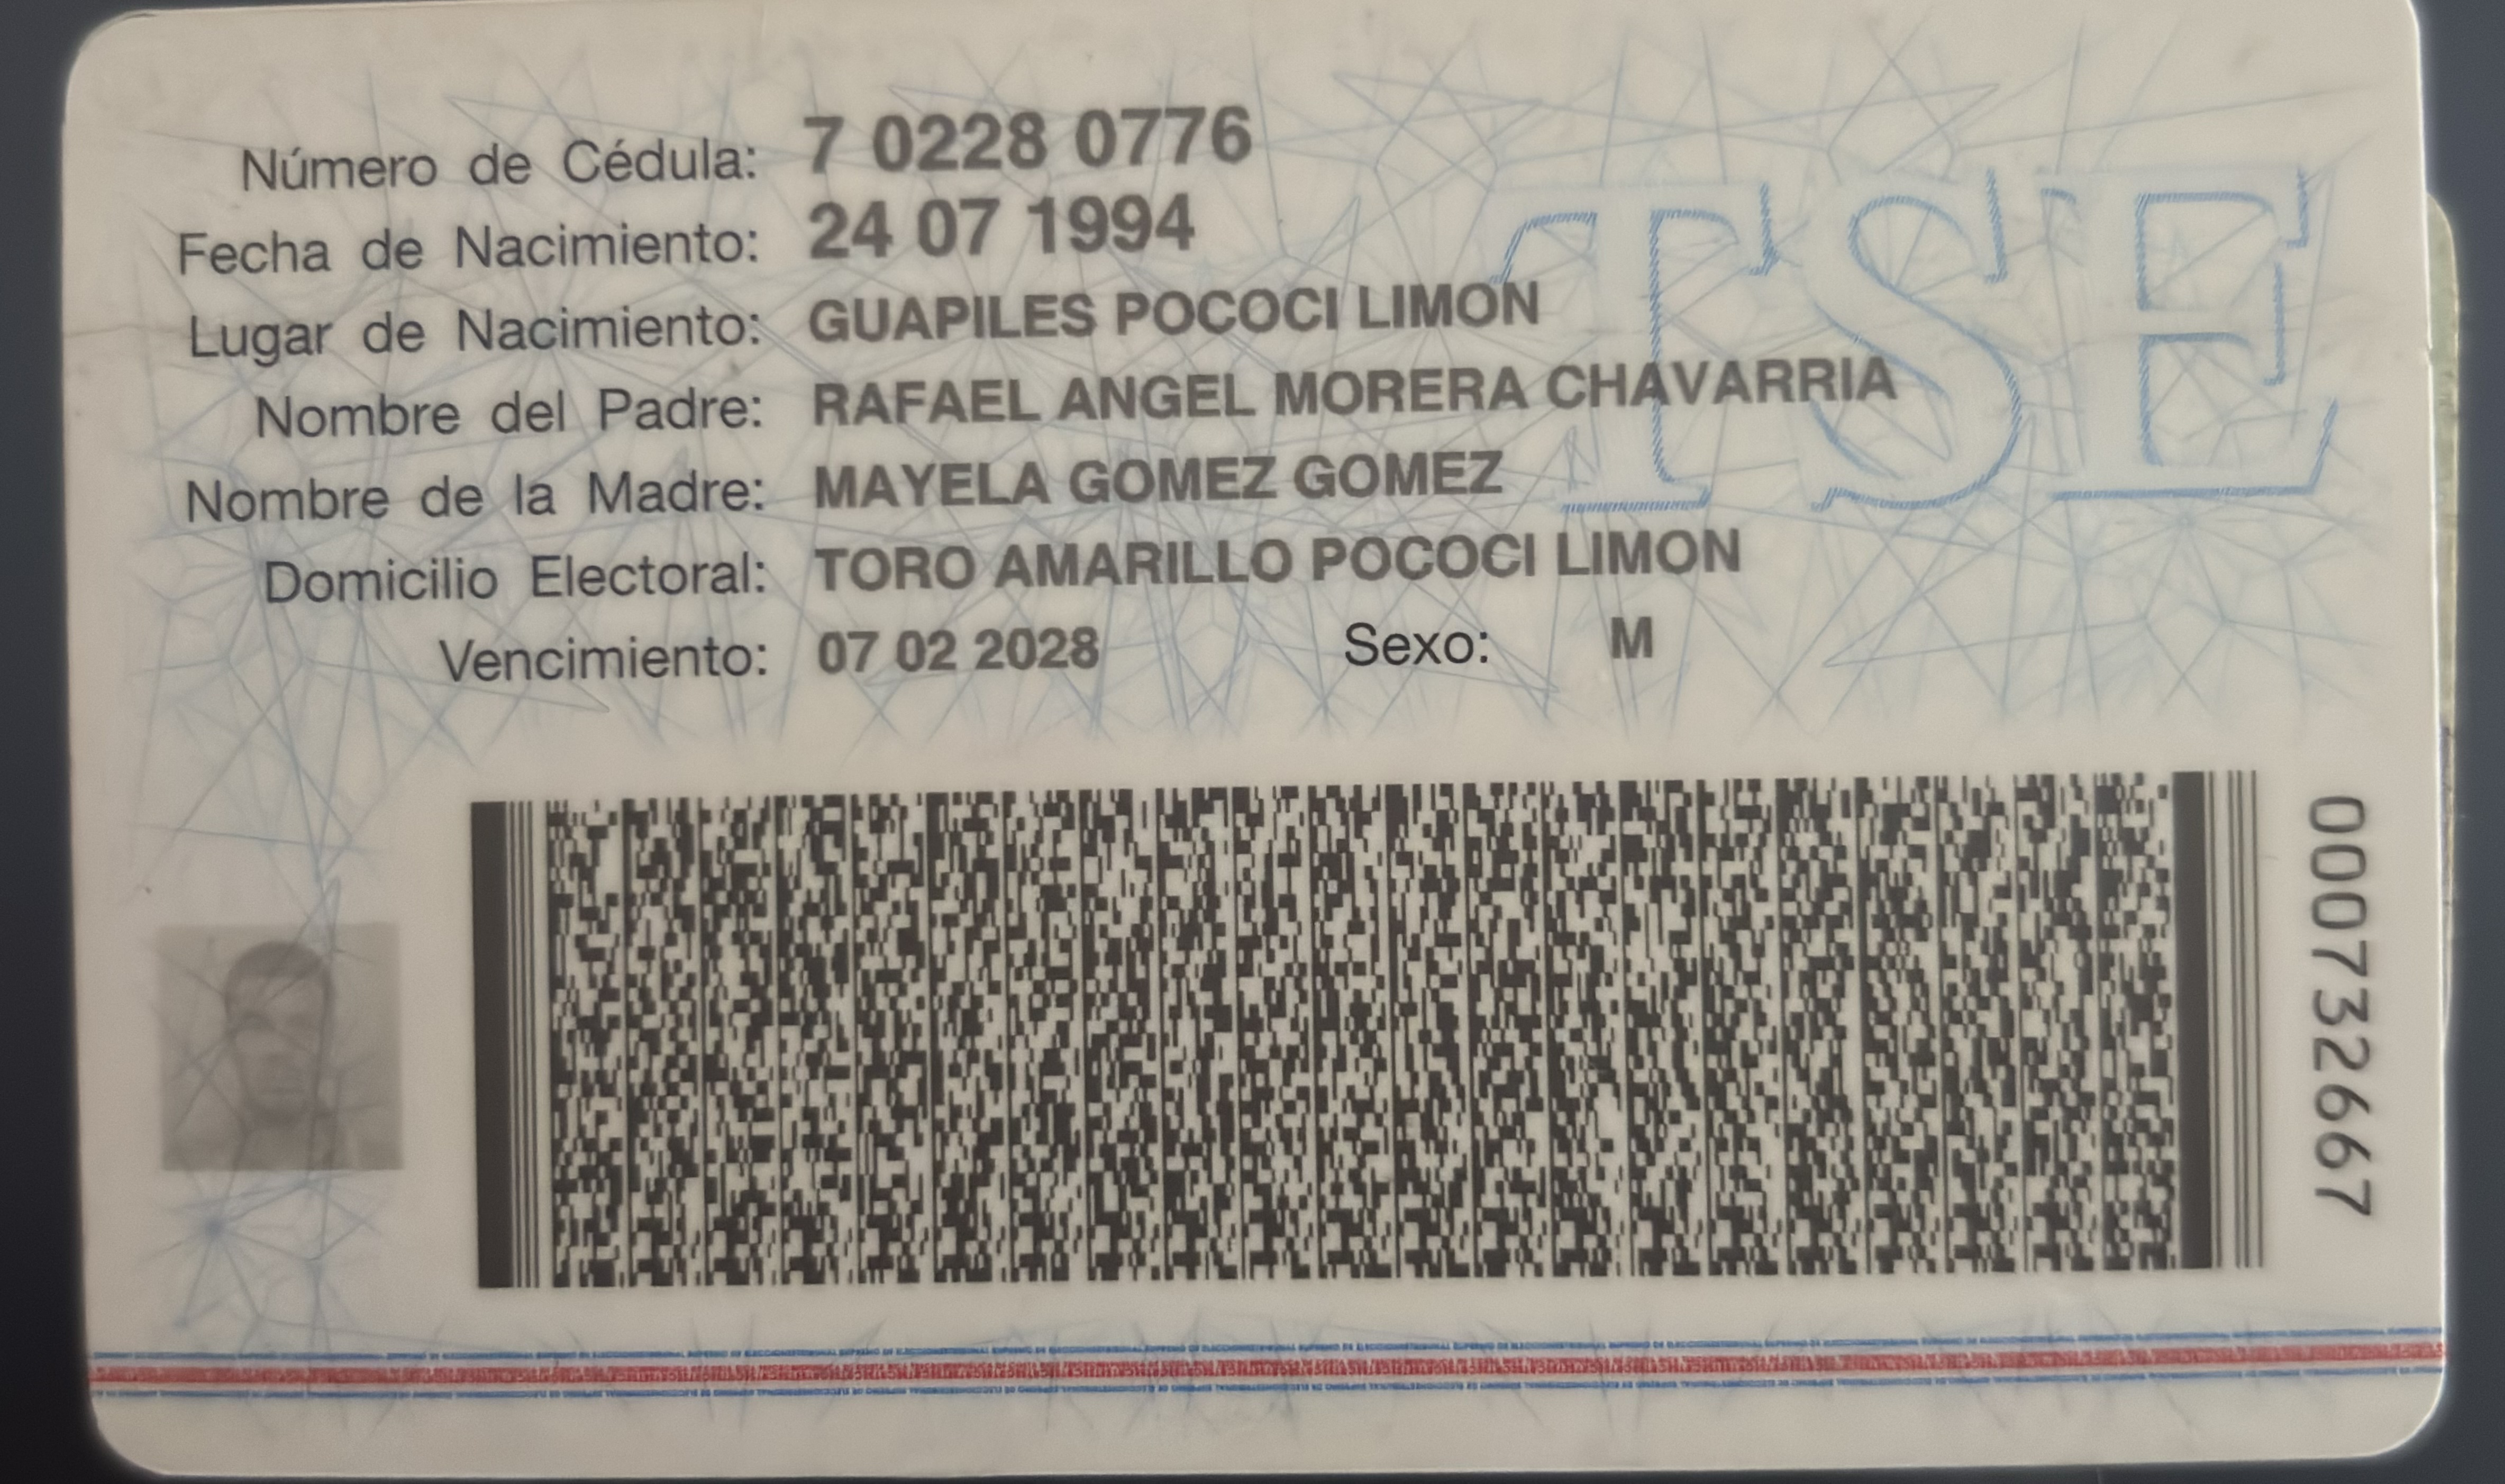 Número de Cédula: 7 0228 0776
Fecha de Nacimiento: 24 07 1994
Lugar de Nacimiento: GUAPILES POCOCI LIMON
Nombre del Padre: RAFAEL ANGEL MORERA CHAVARRIA
Nombre de la Madre: MAYELA GOMEZ GOMEZ
Domicilio Electoral: TORO AMARILLO POCOCI LIMON
Vencimiento: 07 02 2028 Sexo: M
TSE
0007332667